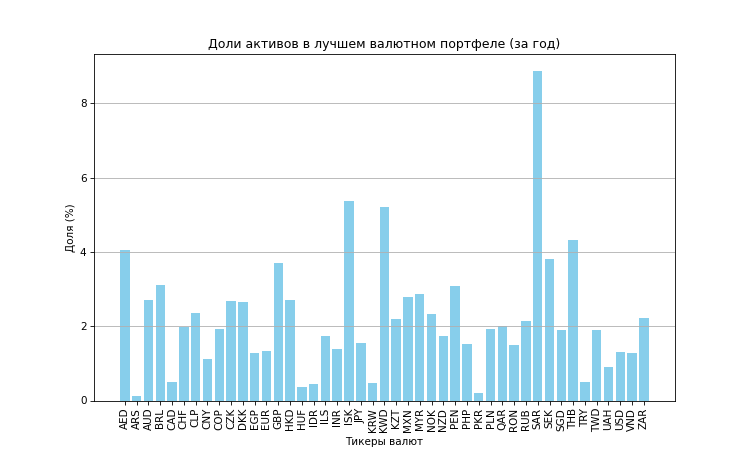 Доли активов в лучшем валютном портфеле (за год)
Доля (%)
8
6
4
2
0
AED ARS AUD BRL CAD CHF CLP CNY COP CZK DKK EGP EUR GBP HKD HUF IDR ILS INR ISK JPY KRW KWD KZT MXN MYR NOK NZD PEN PHP PKR PLN QAR RON RUB SAR SEK SGD THB TRY TWD UAH USD VND ZAR
Тикеры валют